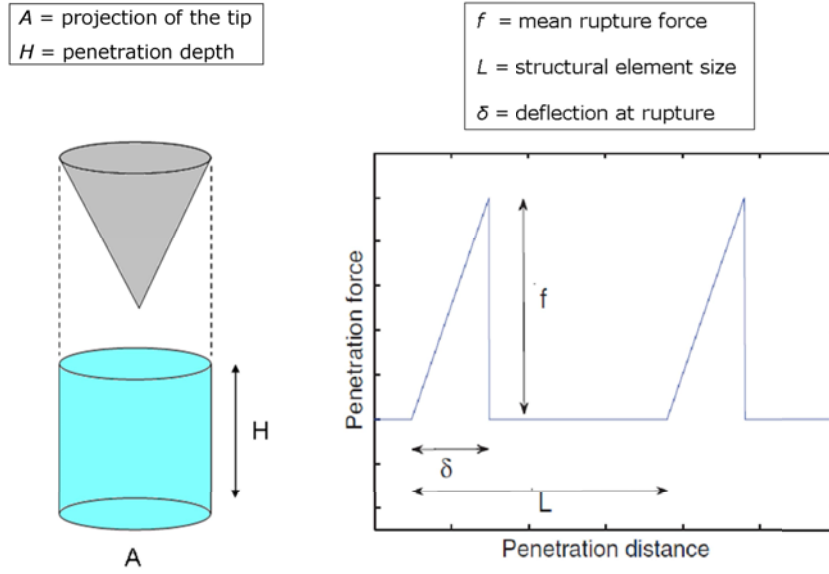 A = projection of the tip
H = penetration depth
f = mean rupture force
L = structural element size
δ = deflection at rupture
H
A
Penetration force
f
δ
L
Penetration distance